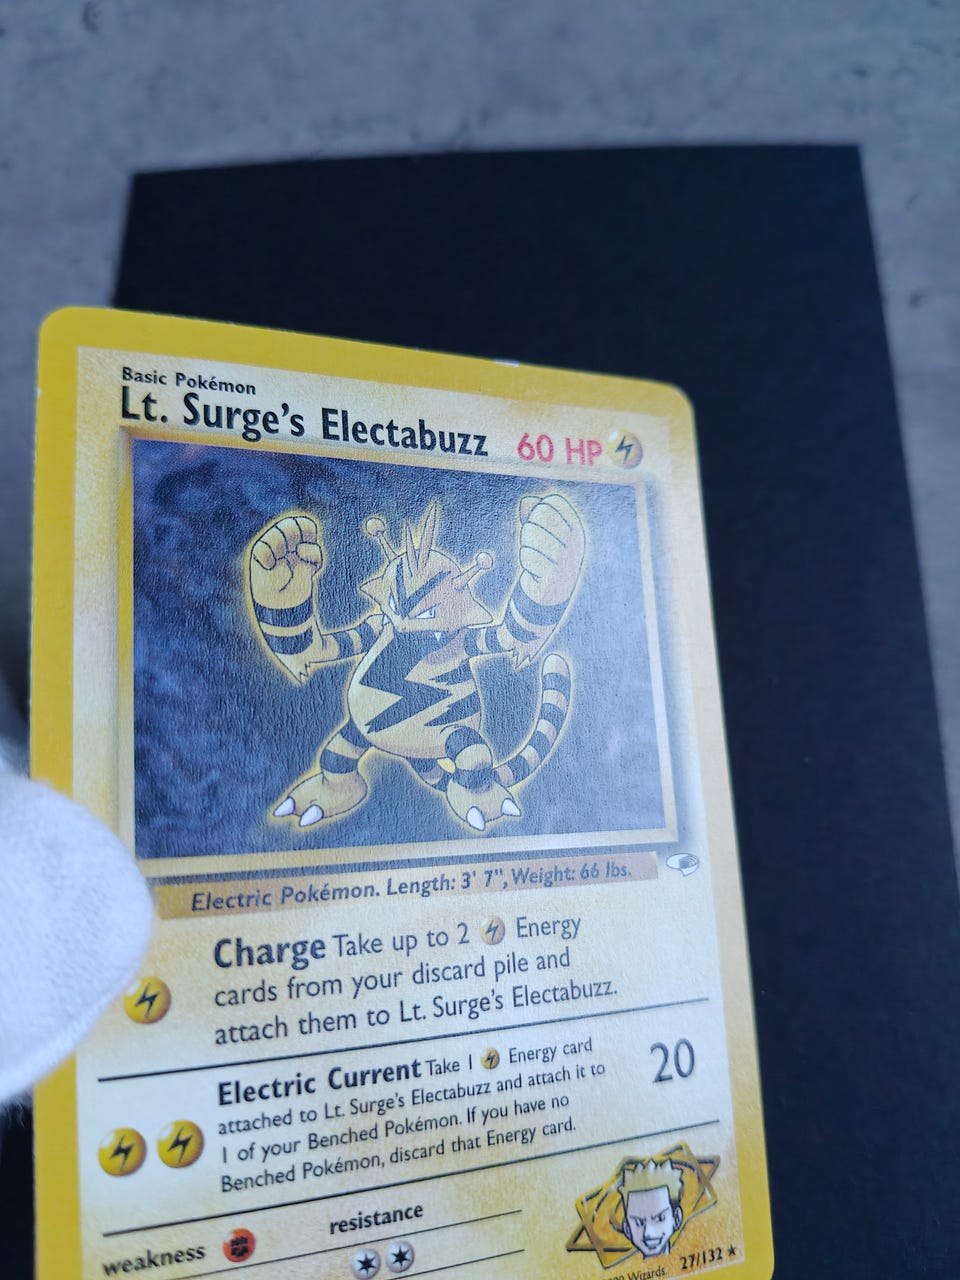 Basic Pokémon
Lt. Surge's Electabuzz 60 HP
Electric Pokémon. Length: 3' 7", Weight: 66 lbs.
Charge Take up to 2 Energy
cards from your discard pile and
attach them to Lt. Surge's Electabuzz.
Electric Current Take 1 Energy card
attached to Lt. Surge's Electabuzz and attach it to
1 of your Benched Pokémon. If you have no
Benched Pokémon, discard that Energy card.
20
weakness
resistance
Wizards.
27/132 ★